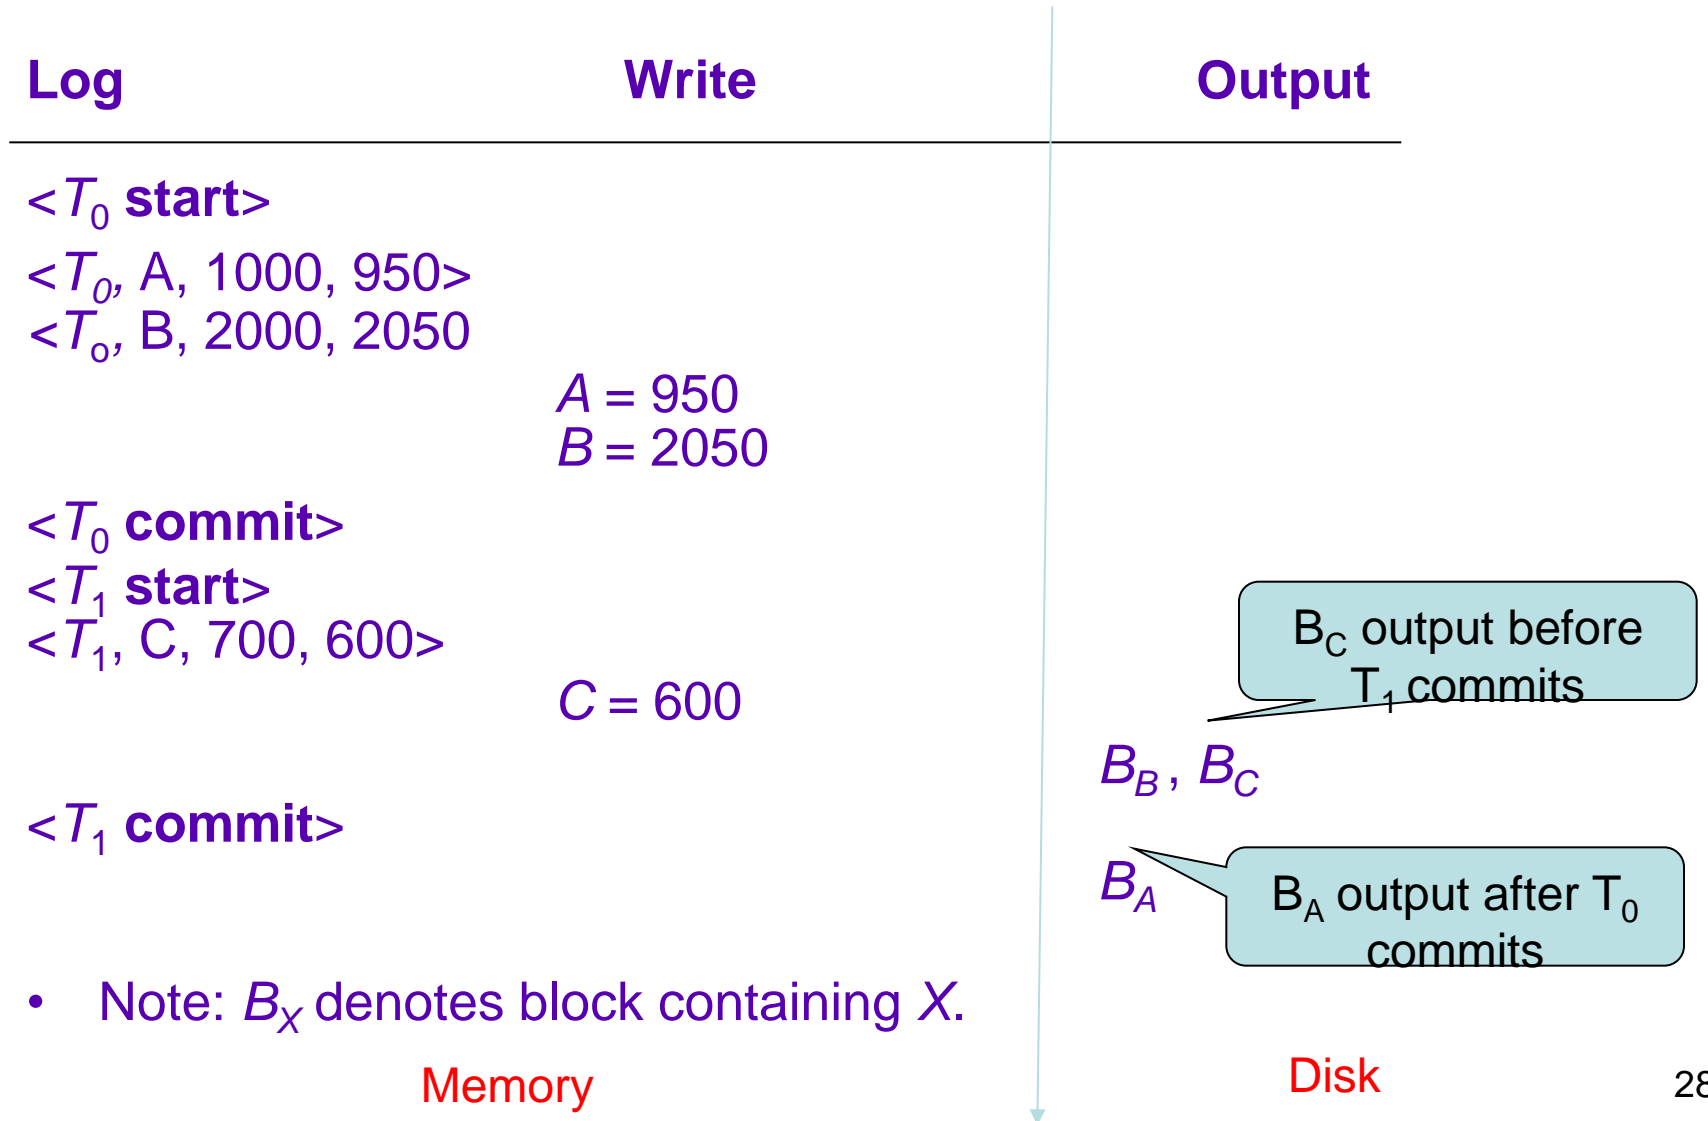 Log Write Output
<T0 start>
<T0, A, 1000, 950>
<To, B, 2000, 2050
A = 950
B = 2050
<T0 commit>
<T1 start>
<T1, C, 700, 600>
BC output before
T1 commits
C = 600
BB , BC
<T1 commit>
BA
BA output after T0
commits
• Note: BX denotes block containing X.
Memory
Disk
28